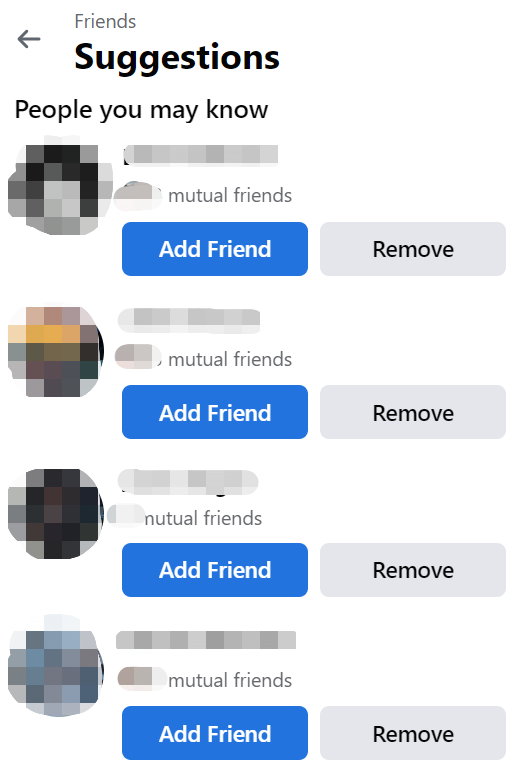 Friends
Suggestions
People you may know
mutual friends
Add Friend Remove
mutual friends
Add Friend Remove
mutual friends
Add Friend Remove
mutual friends
Add Friend Remove